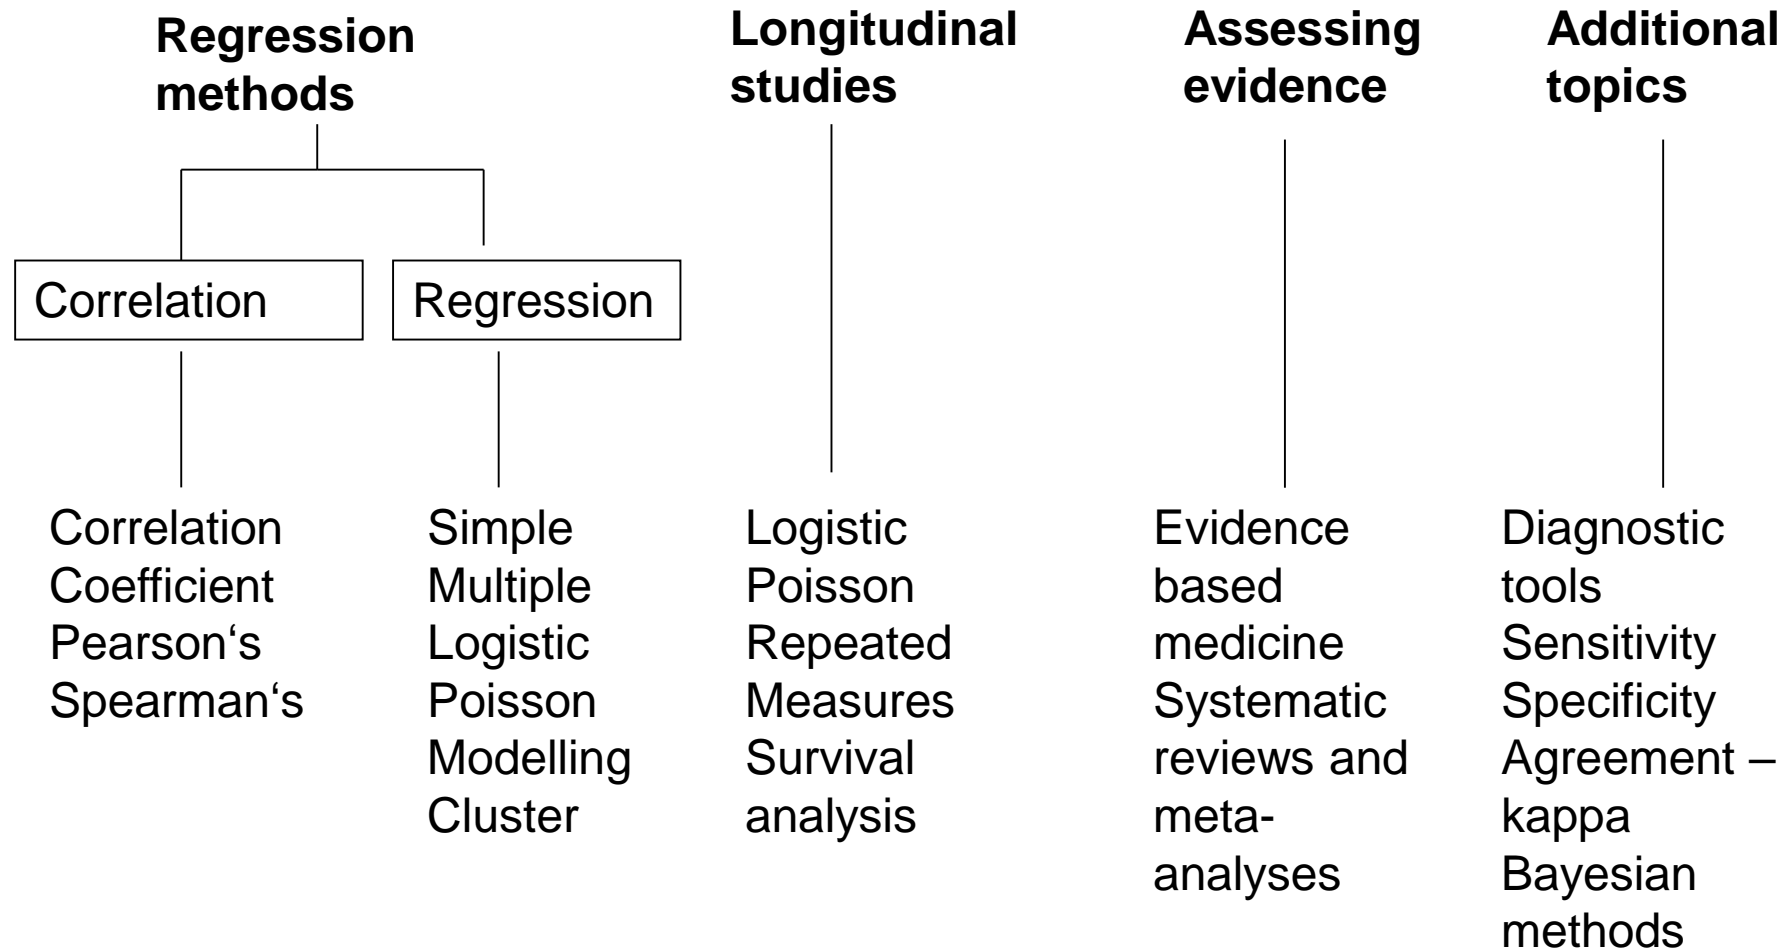 Regression
methods
Longitudinal
studies
Assessing
evidence
Additional
topics
Correlation
Regression
Correlation
Coefficient
Pearson‘s
Spearman‘s
Simple
Multiple
Logistic
Poisson
Modelling
Cluster
Logistic
Poisson
Repeated
Measures
Survival
analysis
Evidence
based
medicine
Systematic
reviews and
meta-
analyses
Diagnostic
tools
Sensitivity
Specificity
Agreement –
kappa
Bayesian
methods